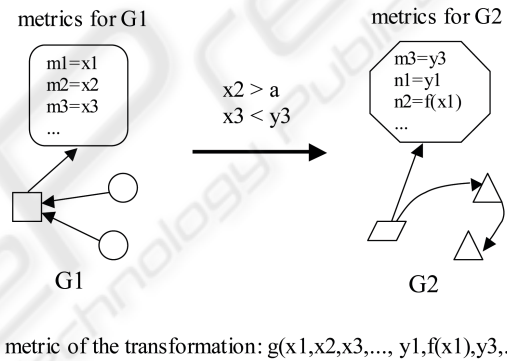 metrics for G1
metrics for G2
m1=x1
m2=x2
m3=x3
...
x2 > a
x3 < y3
m3=y3
n1=y1
n2=f(x1)
...
G1
G2
metric of the transformation: g(x1,x2,x3,..., y1,f(x1),y3,.